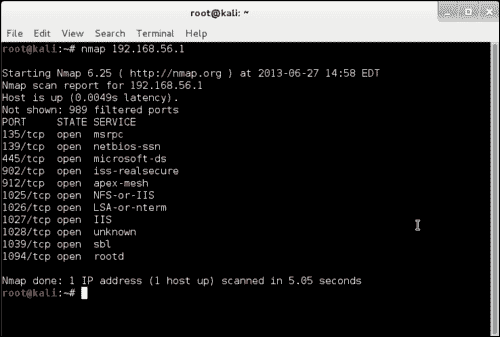 root@kali: ~
File Edit View Search Terminal Help
root@kali:~# nmap 192.168.56.1
Starting Nmap 6.25 ( http://nmap.org ) at 2013-06-27 14:58 EDT
Nmap scan report for 192.168.56.1
Host is up (0.0049s latency).
Not shown: 989 filtered ports
PORT STATE SERVICE
135/tcp open msrpc
139/tcp open netbios-ssn
445/tcp open microsoft-ds
902/tcp open iss-realsecure
912/tcp open apex-mesh
1025/tcp open NFS-or-IIS
1026/tcp open LSA-or-nterm
1027/tcp open IIS
1028/tcp open unknown
1039/tcp open sbl
1094/tcp open rootd
Nmap done: 1 IP address (1 host up) scanned in 5.05 seconds
root@kali:~#